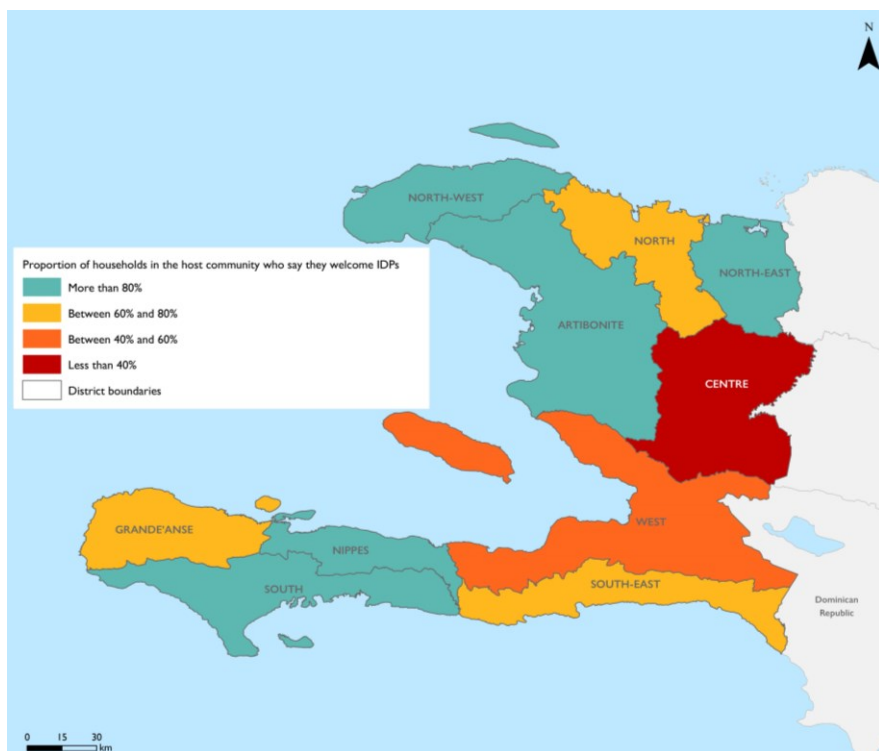 N
NORTH-WEST
NORTH
NORTH-EAST
Proportion of households in the host community who say they welcome IDPs
More than 80%
Between 60% and 80%
Between 40% and 60%
Less than 40%
District boundaries
ARTIBONITE
CENTRE
WEST
GRANDE'ANSE
NIPPES
SOUTH
SOUTH-EAST
Dominican
Republic
0 15 30
km